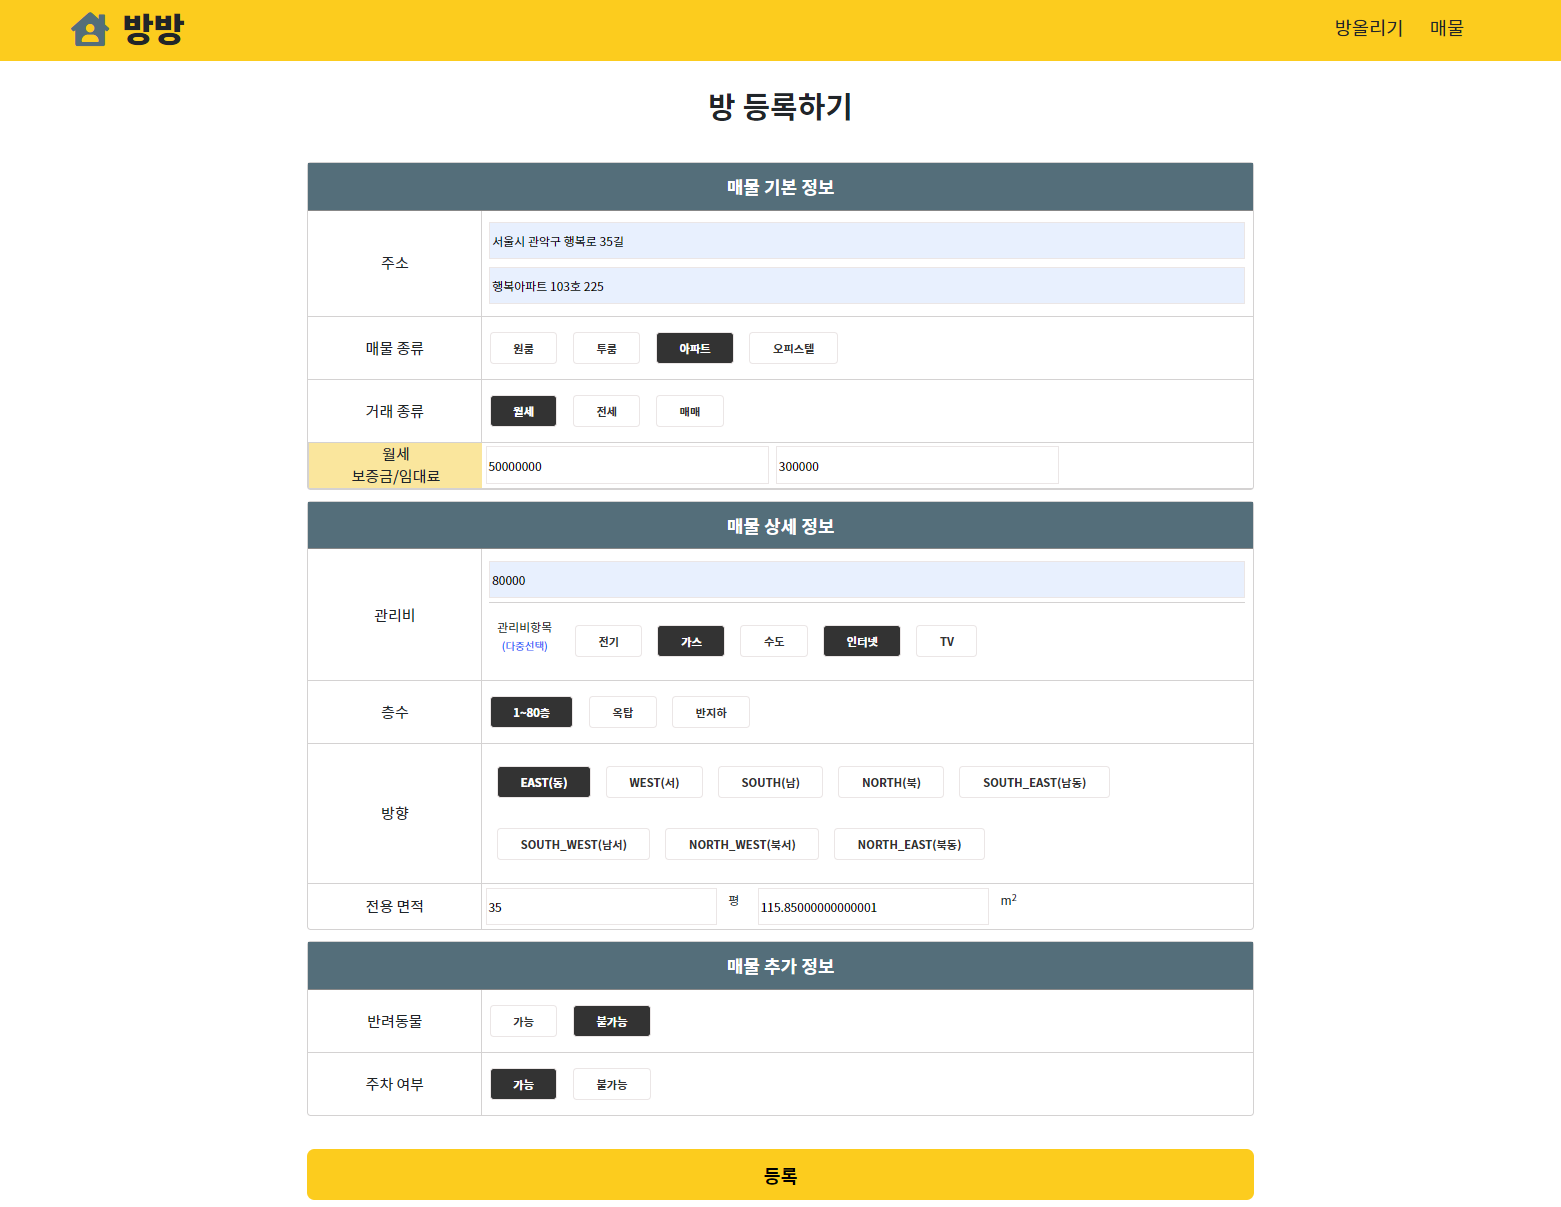 방방
방올리기 매물
방 등록하기
매물 기본 정보
주소
서울시 관악구 행복로 35길
행복아파트 103호 225
매물 종류
원룸 투룸 아파트 오피스텔
거래 종류
월세 전세 매매
월세
보증금/임대료
50000000 300000
매물 상세 정보
관리비
80000
관리비항목
(다중선택)
전기 가스 수도 인터넷 TV
층수
1~80층 옥탑 반지하
방향
EAST(동) WEST(서) SOUTH(남) NORTH(북) SOUTH_EAST(남동)
SOUTH_WEST(남서) NORTH_WEST(북서) NORTH_EAST(북동)
전용 면적
35 평 115.85000000000001 m²
매물 추가 정보
반려동물
가능 불가능
주차 여부
가능 불가능
등록